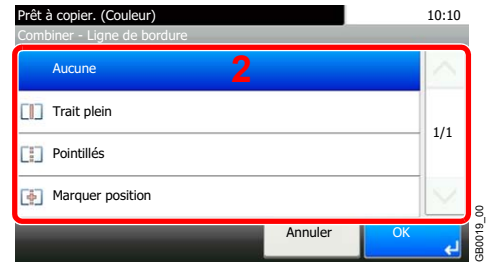 Prêt à copier. (Couleur) 10:10
Combiner - Ligne de bordure
Aucune 2
Trait plein
1/1
Pointillés
Marquer position
Annuler OK
GB0019_00